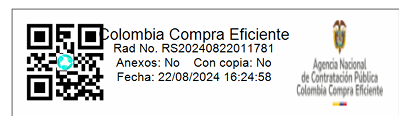 Colombia Compra Eficiente
Rad No. RS20240822011781
Anexos: No Con copia: No
Fecha: 22/08/2024 16:24:58
Agencia Nacional
de Contratación Pública
Colombia Compra Eficiente